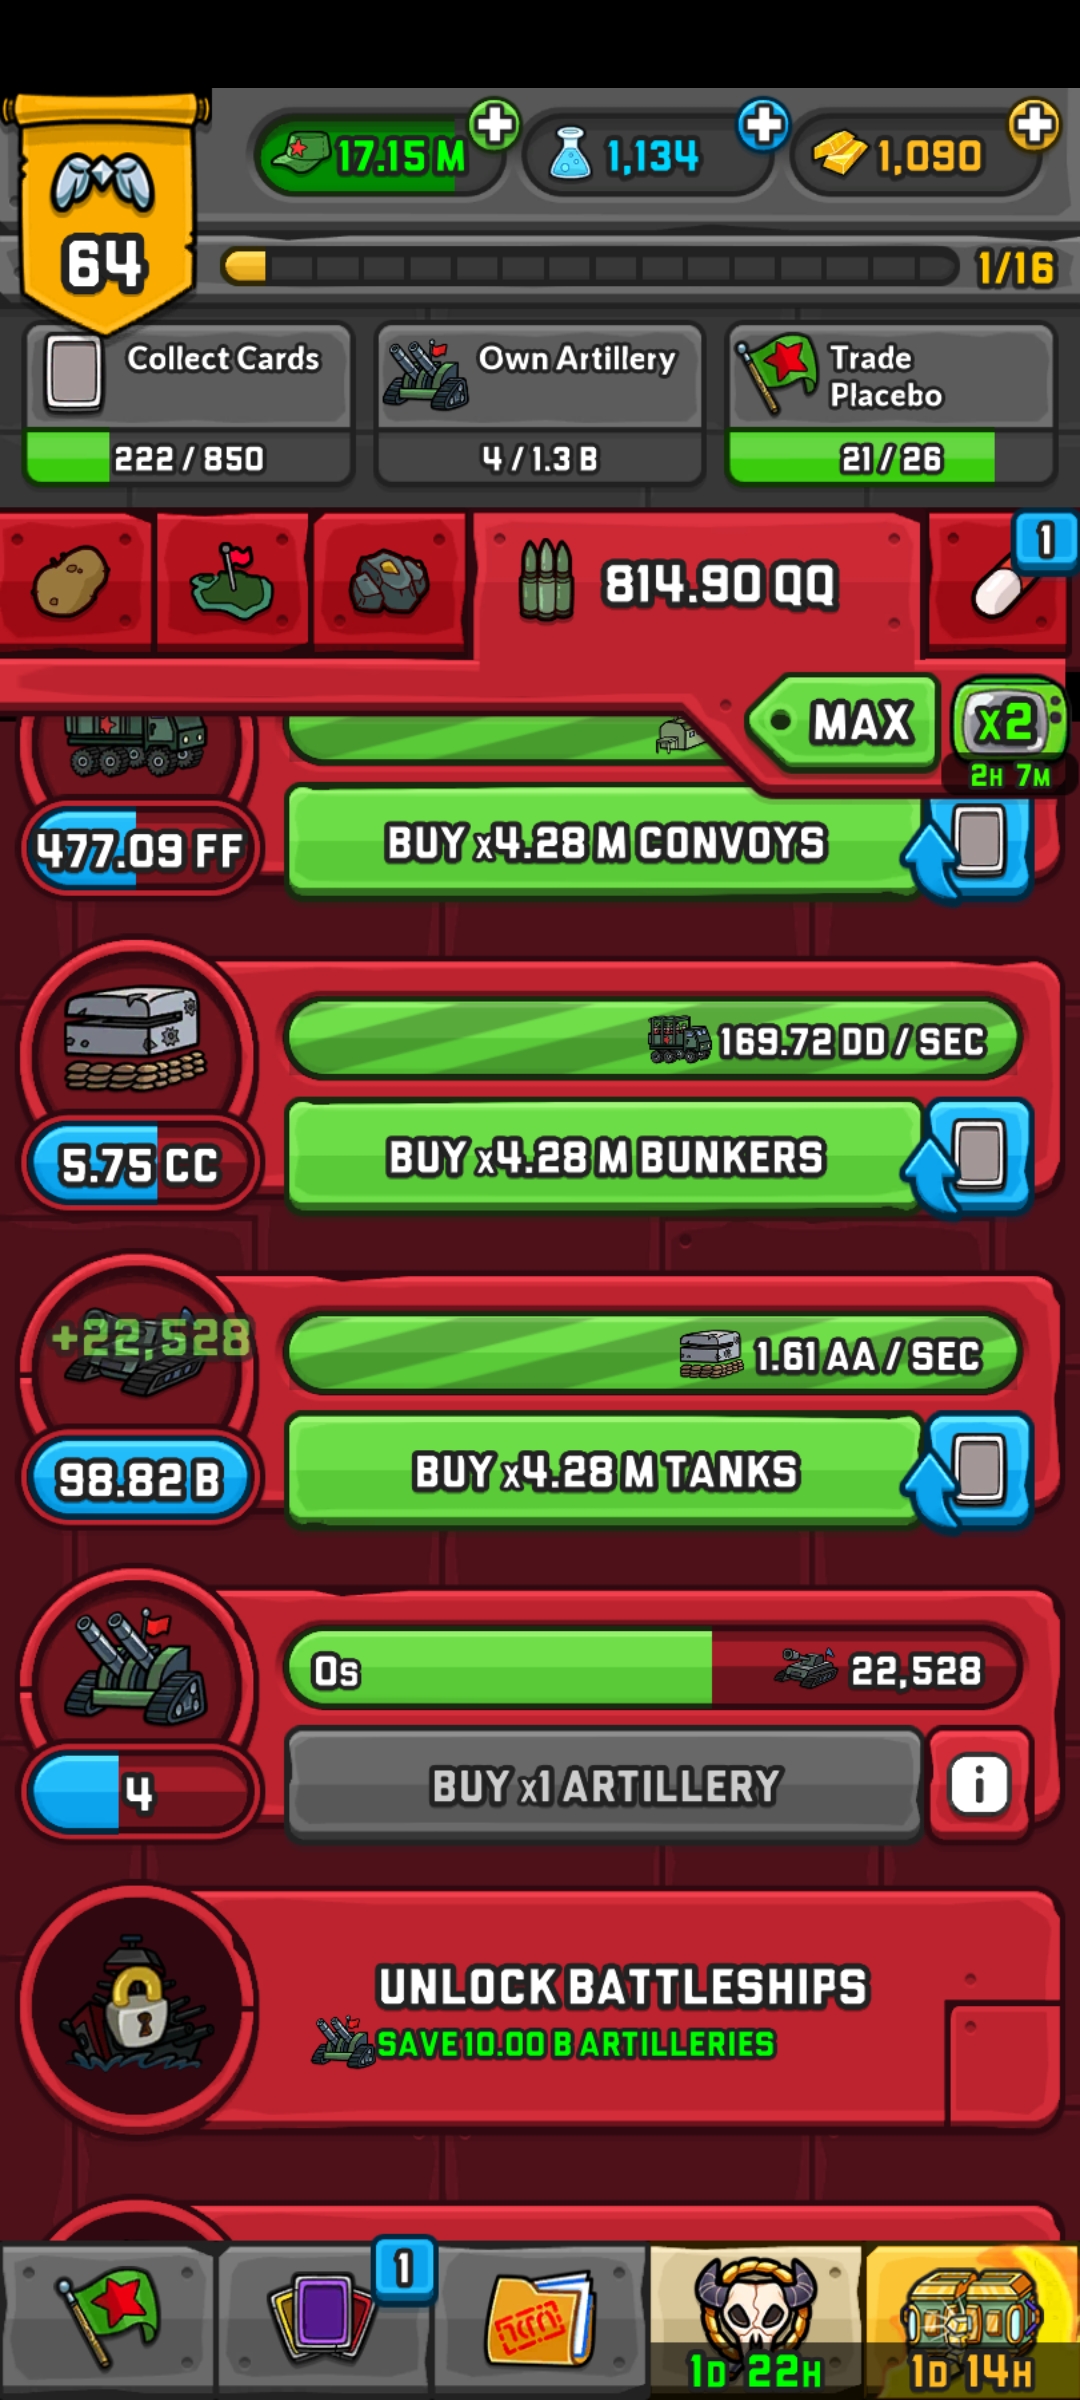 17.15 M
1,134
1,090
64
1/16
Collect Cards
222 / 850
Own Artillery
4 / 1.3 B
Trade
Placebo
21 / 26
814.90 QQ
1
MAX
x2
2H 7M
477.09 FF
BUY x4.28 M CONVOYS
169.72 DD / SEC
5.75 CC
BUY x4.28 M BUNKERS
+22,528
1.61 AA / SEC
98.82 B
BUY x4.28 M TANKS
0s
22,528
4
BUY x1 ARTILLERY
i
UNLOCK BATTLESHIPS
SAVE 10.00 B ARTILLERIES
1
1D 22H
1D 14H